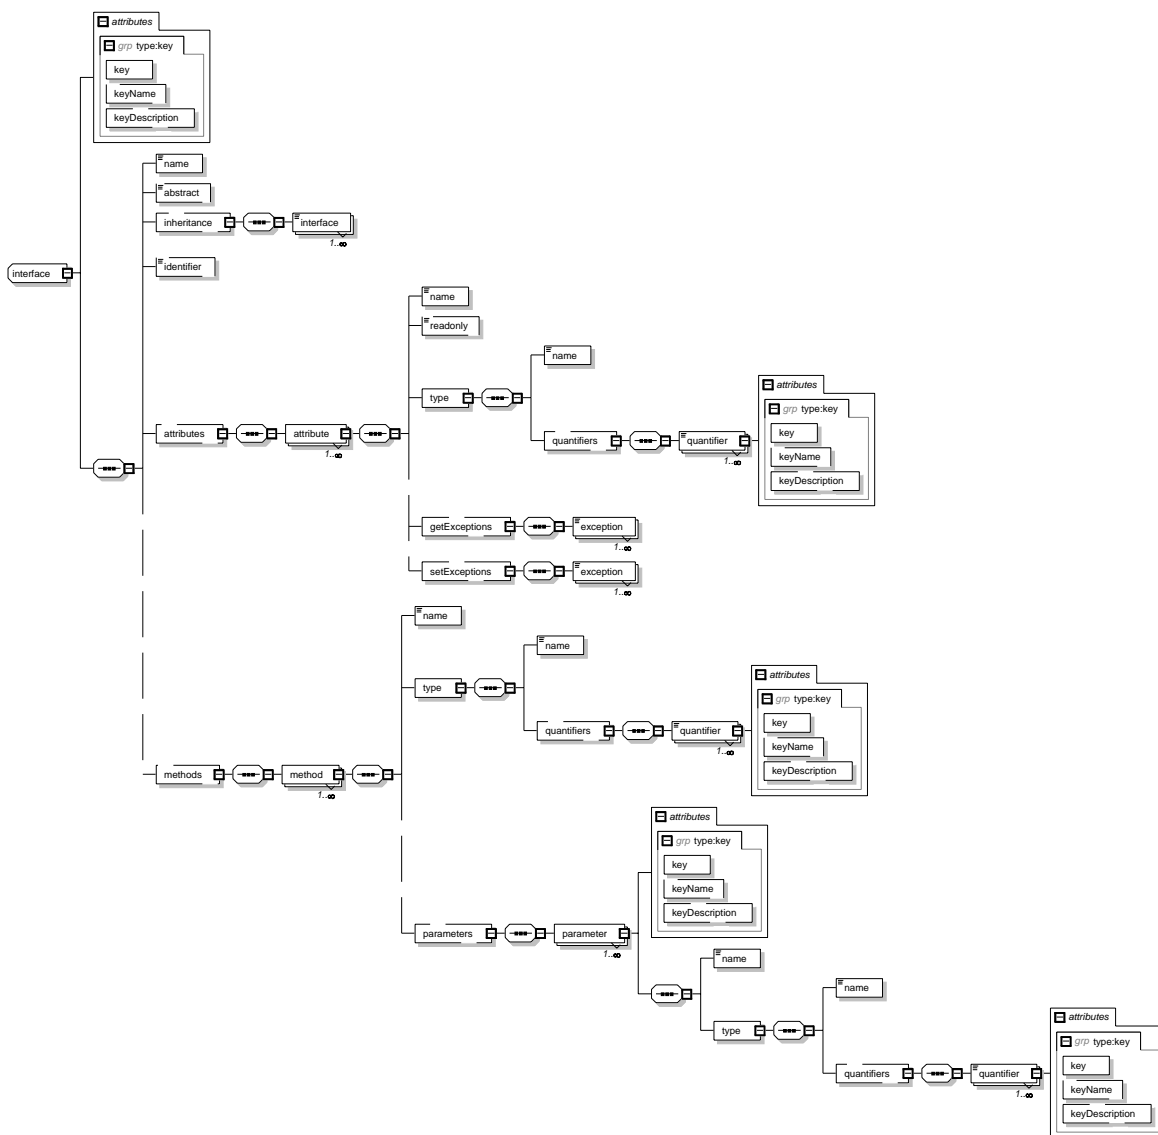 attributes
grp type:key
key
keyName
keyDescription
name
abstract
inheritance
interface
1..∞
interface
identifier
name
readonly
name
type
attributes
grp type:key
key
keyName
keyDescription
attributes
attribute
1..∞
quantifiers
quantifier
1..∞
getExceptions
exception
1..∞
setExceptions
exception
1..∞
name
name
type
attributes
grp type:key
key
keyName
keyDescription
quantifiers
quantifier
1..∞
methods
method
1..∞
attributes
grp type:key
key
keyName
keyDescription
parameters
parameter
1..∞
name
name
type
attributes
grp type:key
key
keyName
keyDescription
quantifiers
quantifier
1..∞